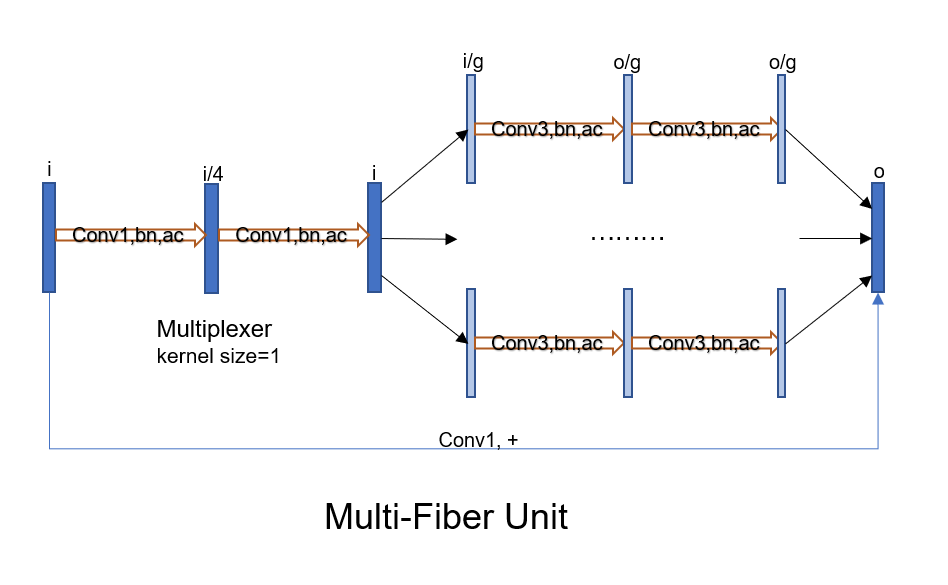 i/g
o/g
o/g
Conv3,bn,ac
Conv3,bn,ac
i
i/4
i
o
Conv1,bn,ac
Conv1,bn,ac
.........
Multiplexer
kernel size=1
Conv3,bn,ac
Conv3,bn,ac
Conv1, +
Multi-Fiber Unit